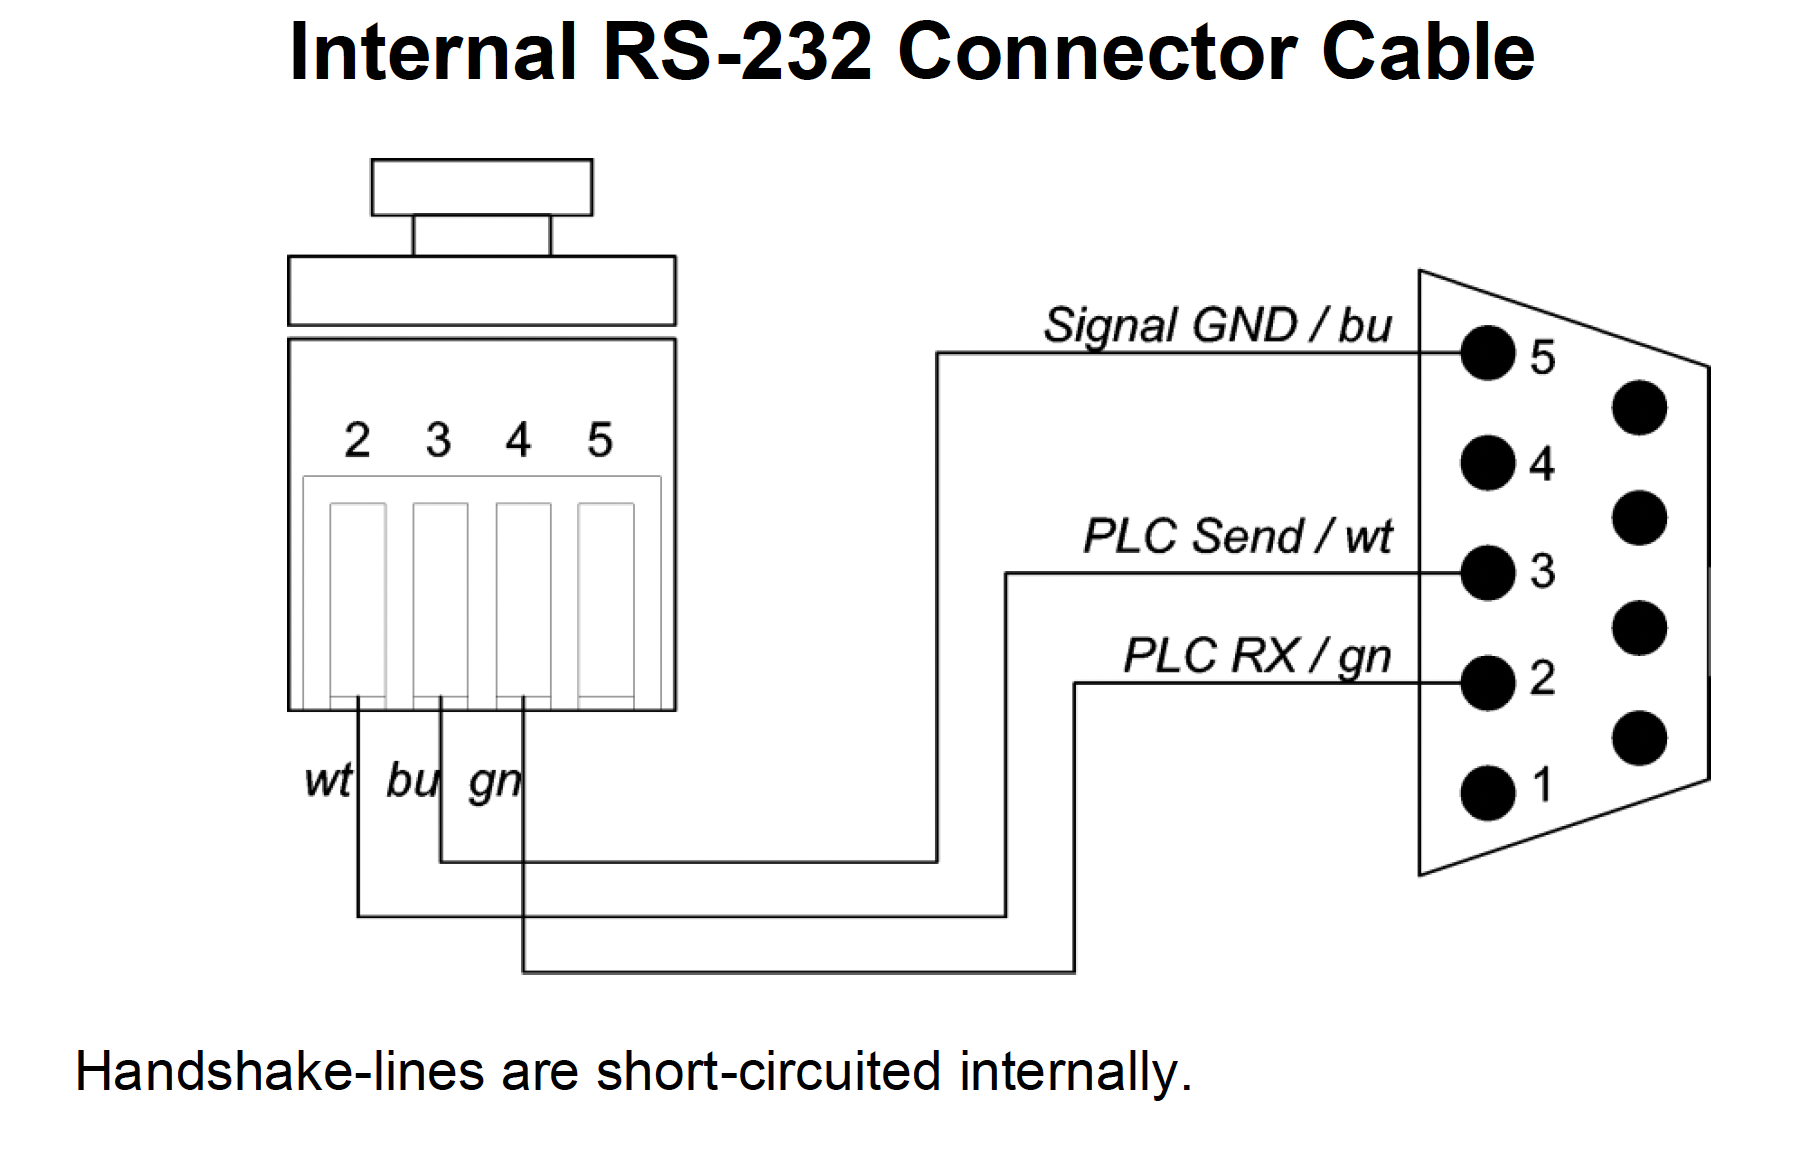 Internal RS-232 Connector Cable
Signal GND / bu
5
2 3 4 5
4
PLC Send / wt
3
PLC RX / gn
2
wt bu gn
1
Handshake-lines are short-circuited internally.